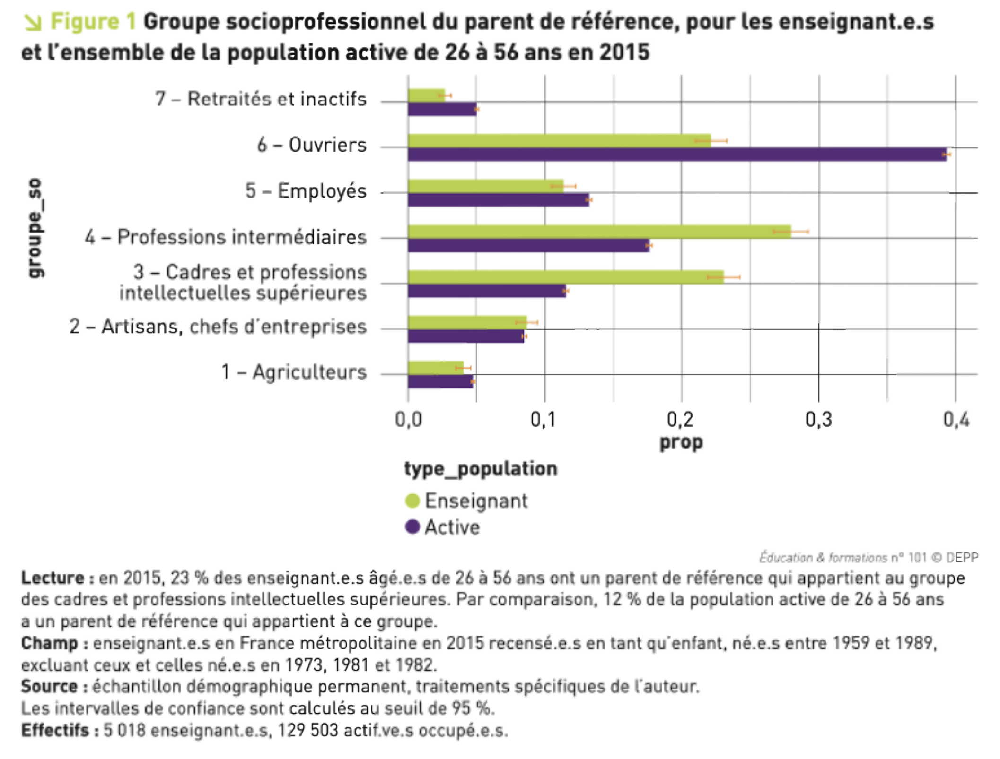 ↘ Figure 1 Groupe socioprofessionnel du parent de référence, pour les enseignant.e.s
et l'ensemble de la population active de 26 à 56 ans en 2015
groupe_so
7 – Retraités et inactifs
6 – Ouvriers
5 – Employés
4 – Professions intermédiaires
3 – Cadres et professions
intellectuelles supérieures
2 – Artisans, chefs d'entreprises
1 – Agriculteurs
0,0 0,1 0,2 0,3 0,4
prop
type_population
Enseignant
Active
Éducation & formations n° 101 © DEPP
Lecture : en 2015, 23 % des enseignant.e.s âgé.e.s de 26 à 56 ans ont un parent de référence qui appartient au groupe
des cadres et professions intellectuelles supérieures. Par comparaison, 12 % de la population active de 26 à 56 ans
a un parent de référence qui appartient à ce groupe.
Champ : enseignant.e.s en France métropolitaine en 2015 recensé.e.s en tant qu'enfant, né.e.s entre 1959 et 1989,
excluant ceux et celles né.e.s en 1973, 1981 et 1982.
Source : échantillon démographique permanent, traitements spécifiques de l'auteur.
Les intervalles de confiance sont calculés au seuil de 95 %.
Effectifs : 5 018 enseignant.e.s, 129 503 actif.ve.s occupé.e.s.